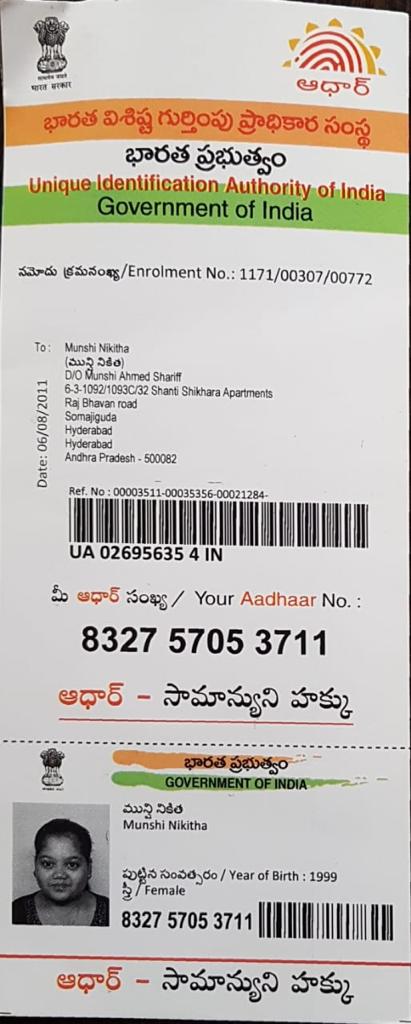 सत्यमेव जयते
भारत सरकार
ఆధార్
భారత విశిష్ట గుర్తింపు ప్రాధికార సంస్థ
భారత ప్రభుత్వం
Unique Identification Authority of India
Government of India
నమోదు క్రమసంఖ్య/Enrolment No.: 1171/00307/00772
To: Munshi Nikitha
(మున్షి నికిత)
D/O Munshi Ahmed Shariff
6-3-1092/1093C/32 Shanti Shikhara Apartments
Raj Bhavan road
Somajiguda
Hyderabad
Hyderabad
Andhra Pradesh - 500082
Date: 06/08/2011
Ref. No : 00003511-00035356-00021284-
UA 02695635 4 IN
మీ ఆధార్ సంఖ్య / Your Aadhaar No. :
8327 5705 3711
ఆధార్ – సామాన్యుని హక్కు
భారత ప్రభుత్వం
GOVERNMENT OF INDIA
మున్షి నికిత
Munshi Nikitha
పుట్టిన సంవత్సరం / Year of Birth : 1999
స్త్రీ / Female
8327 5705 3711
ఆధార్ – సామాన్యుని హక్కు